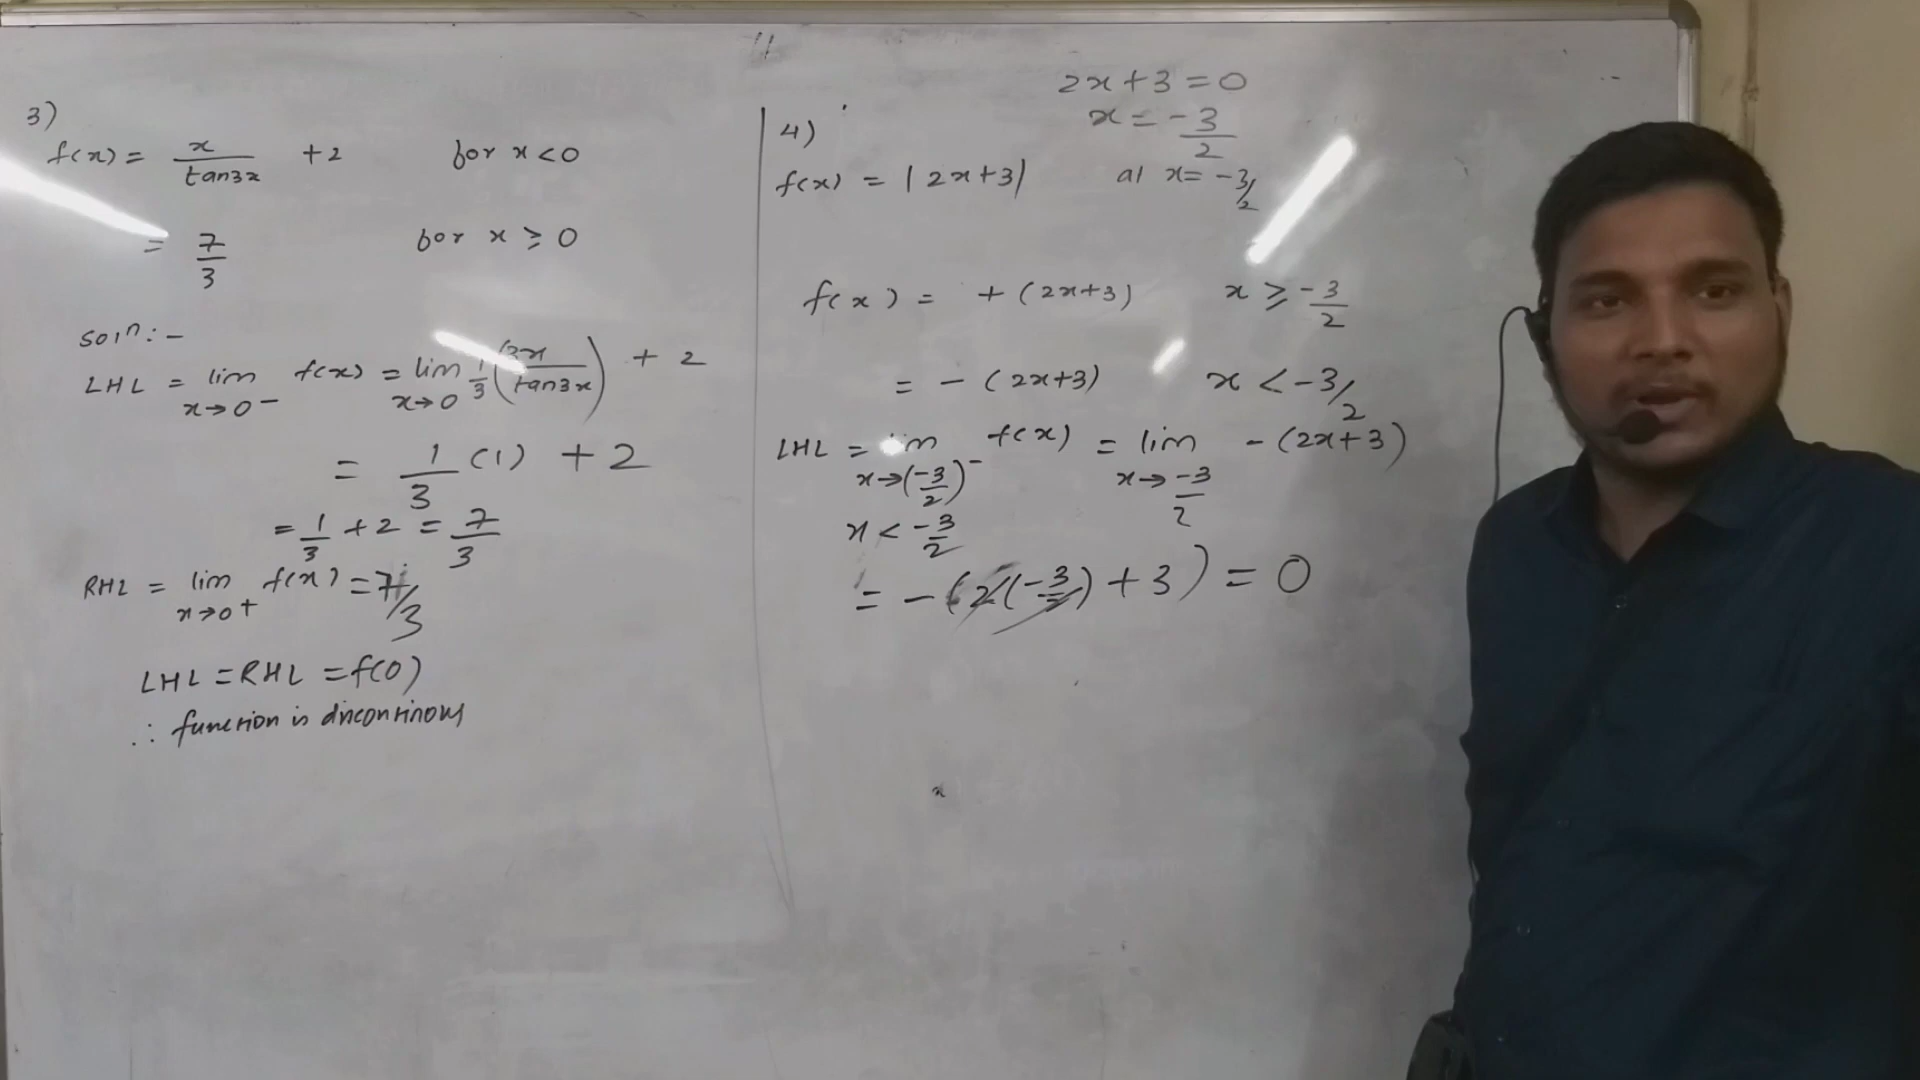 3)
f(x) = x/tan3x +2 for x<0
= 7/3 for x ≥ 0
Soln:-
LHL = lim x→0- f(x) = lim x→0 1/3 (3x/tan3x) + 2
= 1/3 (1) + 2
= 1/3 + 2 = 7/3
RHL = lim x→0+ f(x) = 7/3
LHL = RHL = f(0)
∴ function is discontinous
2x+3=0
x = -3/2
4)
f(x) = |2x+3| at x= -3/2
f(x) = +(2x+3) x ≥ -3/2
= -(2x+3) x < -3/2
LHL = lim x→(-3/2)- f(x) = lim x→-3/2 -(2x+3)
x < -3/2
= -(2(-3/2)+3) = 0
x